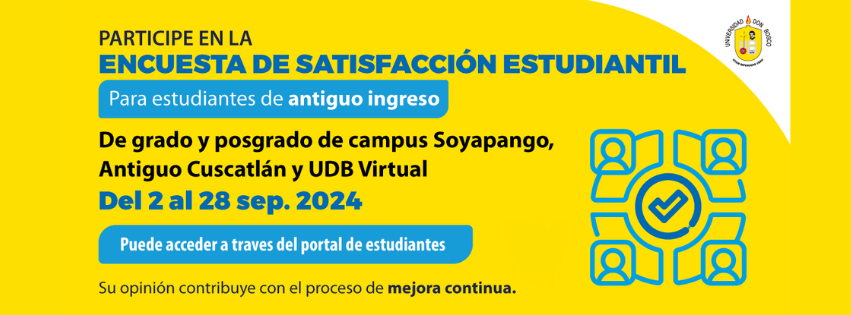 PARTICIPE EN LA
ENCUESTA DE SATISFACCIÓN ESTUDIANTIL
Para estudiantes de antiguo ingreso
De grado y posgrado de campus Soyapango,
Antiguo Cuscatlán y UDB Virtual
Del 2 al 28 sep. 2024
Puede acceder a traves del portal de estudiantes
Su opinión contribuye con el proceso de mejora continua.
UNIVERSIDAD DON BOSCO